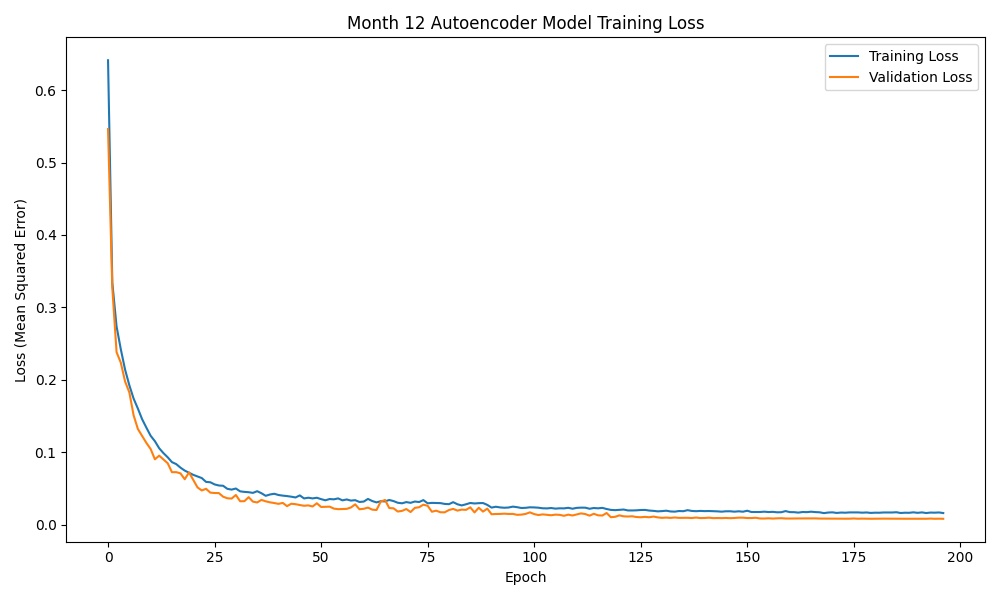 Month 12 Autoencoder Model Training Loss
Training Loss
Validation Loss
Loss (Mean Squared Error)
0.6
0.5
0.4
0.3
0.2
0.1
0.0
0 25 50 75 100 125 150 175 200
Epoch